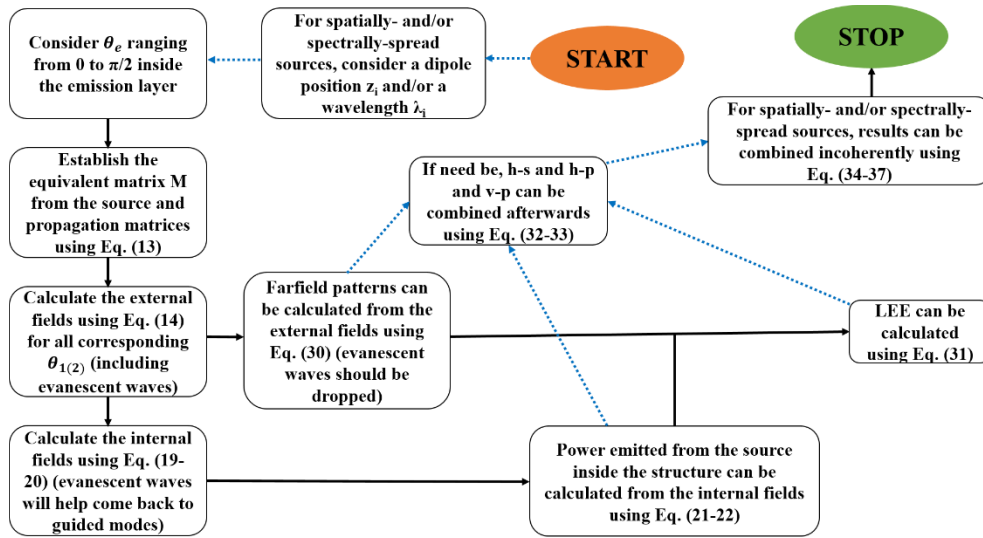 START
For spatially- and/or
spectrally-spread
sources, consider a dipole
position zᵢ and/or a
wavelength λᵢ
Consider θₑ ranging
from 0 to π/2 inside
the emission layer
Establish the
equivalent matrix M
from the source and
propagation matrices
using Eq. (13)
Calculate the external
fields using Eq. (14)
for all corresponding
θ₁₍₂₎ (including
evanescent waves)
Calculate the internal
fields using Eq. (19-
20) (evanescent waves
will help come back to
guided modes)
Farfield patterns can
be calculated from the
external fields using
Eq. (30) (evanescent
waves should be
dropped)
Power emitted from the source
inside the structure can be
calculated from the internal fields
using Eq. (21-22)
LEE can be
calculated
using Eq. (31)
If need be, h-s and h-p
and v-p can be
combined afterwards
using Eq. (32-33)
For spatially- and/or spectrally-
spread sources, results can be
combined incoherently using
Eq. (34-37)
STOP